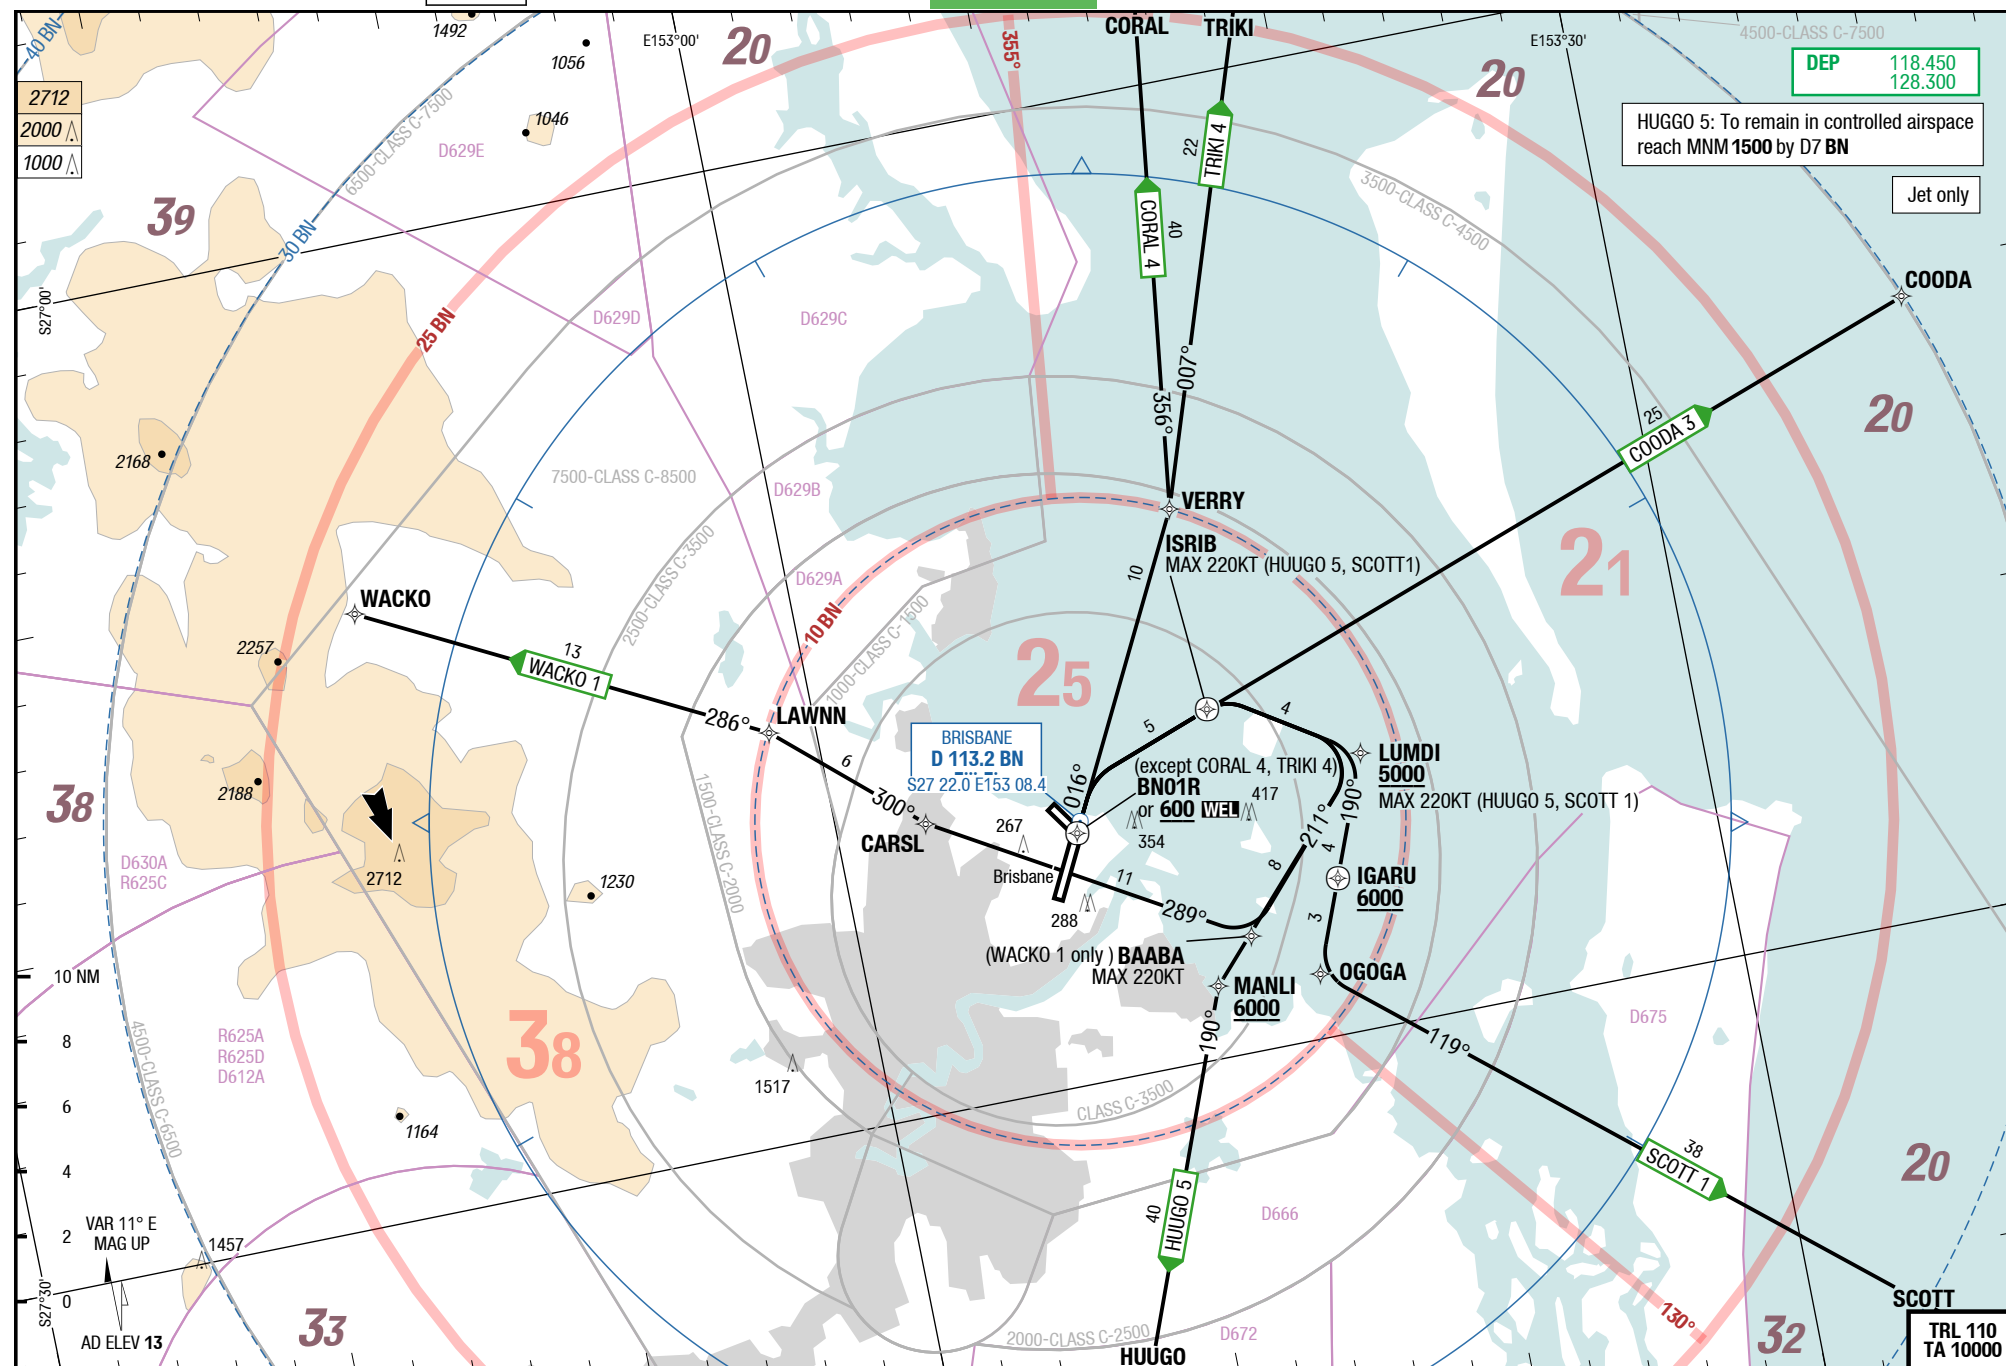 1492
1056
E153°00'
20
355°
CORAL
TRIKI
E153°30'
4500-CLASS C-7500
40 BN
DEP 118.450
128.300
2712
2000
1000
1046
D629E
6500-CLASS C-7500
22
TRIKI 4
20
HUGGO 5: To remain in controlled airspace
reach MNM 1500 by D7 BN
3500-CLASS C-4500
Jet only
39
30 BN
CORAL 4
40
S27°00'
25 BN
D629D
D629C
COODA
007°
356°
25
COODA 3
20
2168
7500-CLASS C-8500
D629B
VERRY
ISRIB
MAX 220KT (HUUGO 5, SCOTT1)
21
2500-CLASS C-3500
D629A
10 BN
10
1000-CLASS C-1500
WACKO
2257
13
WACKO 1
286°
LAWNN
25
5
4
BRISBANE
D 113.2 BN
S27 22.0 E153 08.4
(except CORAL 4, TRIKI 4)
BN01R
or 600 WEL
417
354
LUMDI
5000
MAX 220KT (HUUGO 5, SCOTT 1)
016°
6
300°
CARSL
267
38
2188
1500-CLASS C-2000
211°
190°
4
8
D630A
R625C
2712
1230
Brisbane
11
288
289°
IGARU
6000
3
(WACKO 1 only ) BAABA
MAX 220KT
MANLI
6000
OGOGA
10 NM
190°
119°
D675
R625A
R625D
D612A
38
4500-CLASS C-6500
8
6
4
2
0
1517
CLASS C-3500
1164
38
SCOTT 1
20
40
HUUGO 5
D666
VAR 11° E
MAG UP
1457
S27°30'
AD ELEV 13
33
2000-CLASS C-2500
D672
HUUGO
130°
32
SCOTT
TRL 110
TA 10000